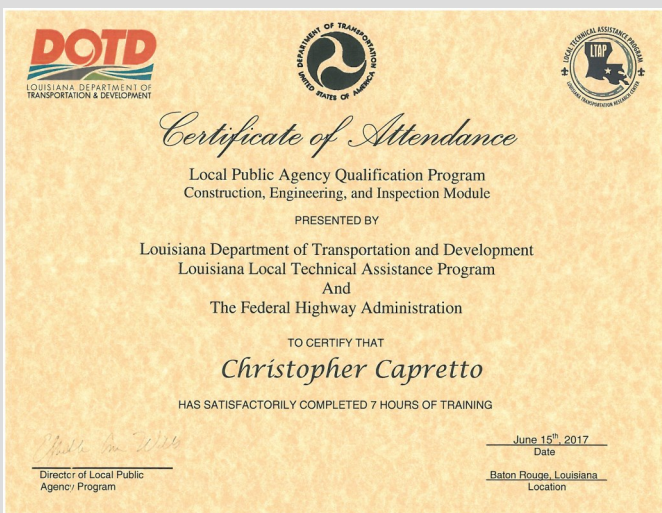 DOTD
LOUISIANA DEPARTMENT OF
TRANSPORTATION & DEVELOPMENT
DEPARTMENT OF TRANSPORTATION
UNITED STATES OF AMERICA
LOCAL TECHNICAL ASSISTANCE PROGRAM
LTAP
LOUISIANA TRANSPORTATION RESEARCH CENTER
Certificate of Attendance
Local Public Agency Qualification Program
Construction, Engineering, and Inspection Module
PRESENTED BY
Louisiana Department of Transportation and Development
Louisiana Local Technical Assistance Program
And
The Federal Highway Administration
TO CERTIFY THAT
Christopher Capretto
HAS SATISFACTORILY COMPLETED 7 HOURS OF TRAINING
June 15th, 2017
Date
Director of Local Public
Agency Program
Baton Rouge, Louisiana
Location